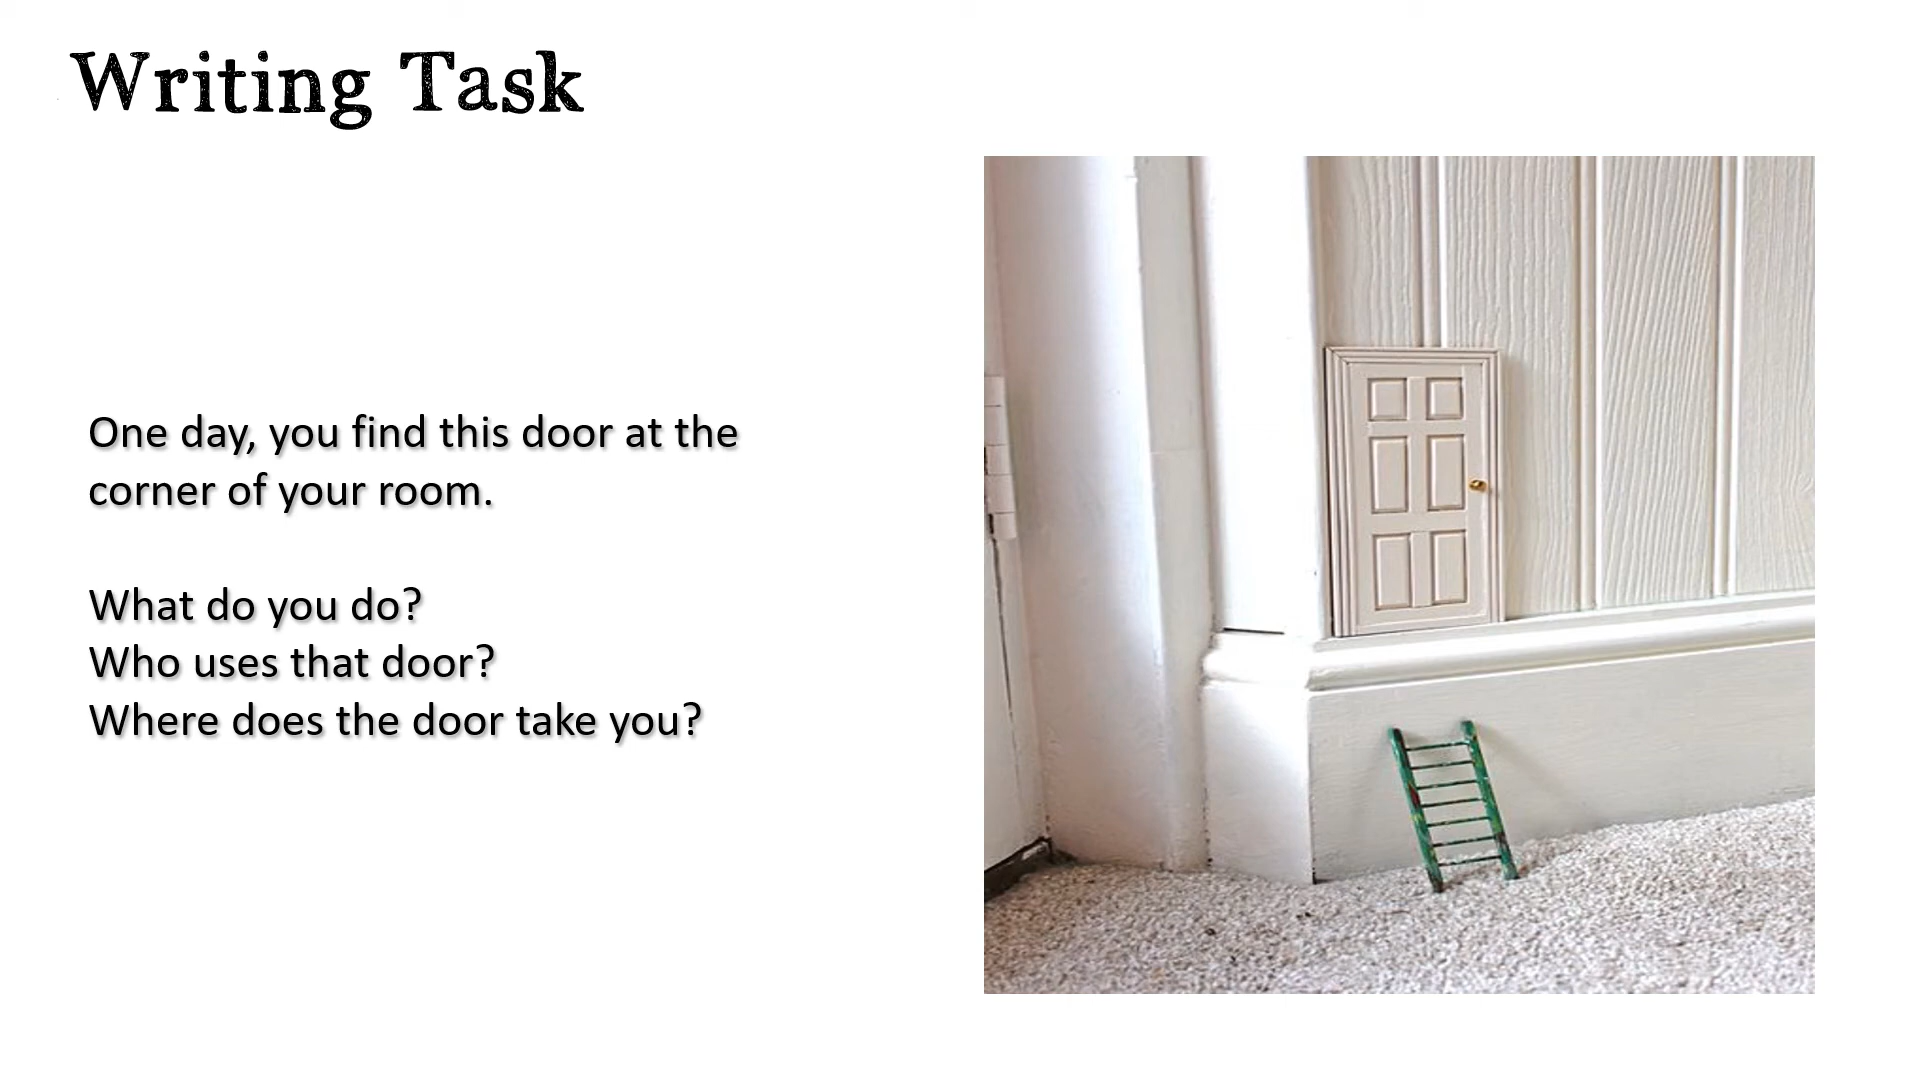 Writing Task
One day, you find this door at the
corner of your room.
What do you do?
Who uses that door?
Where does the door take you?